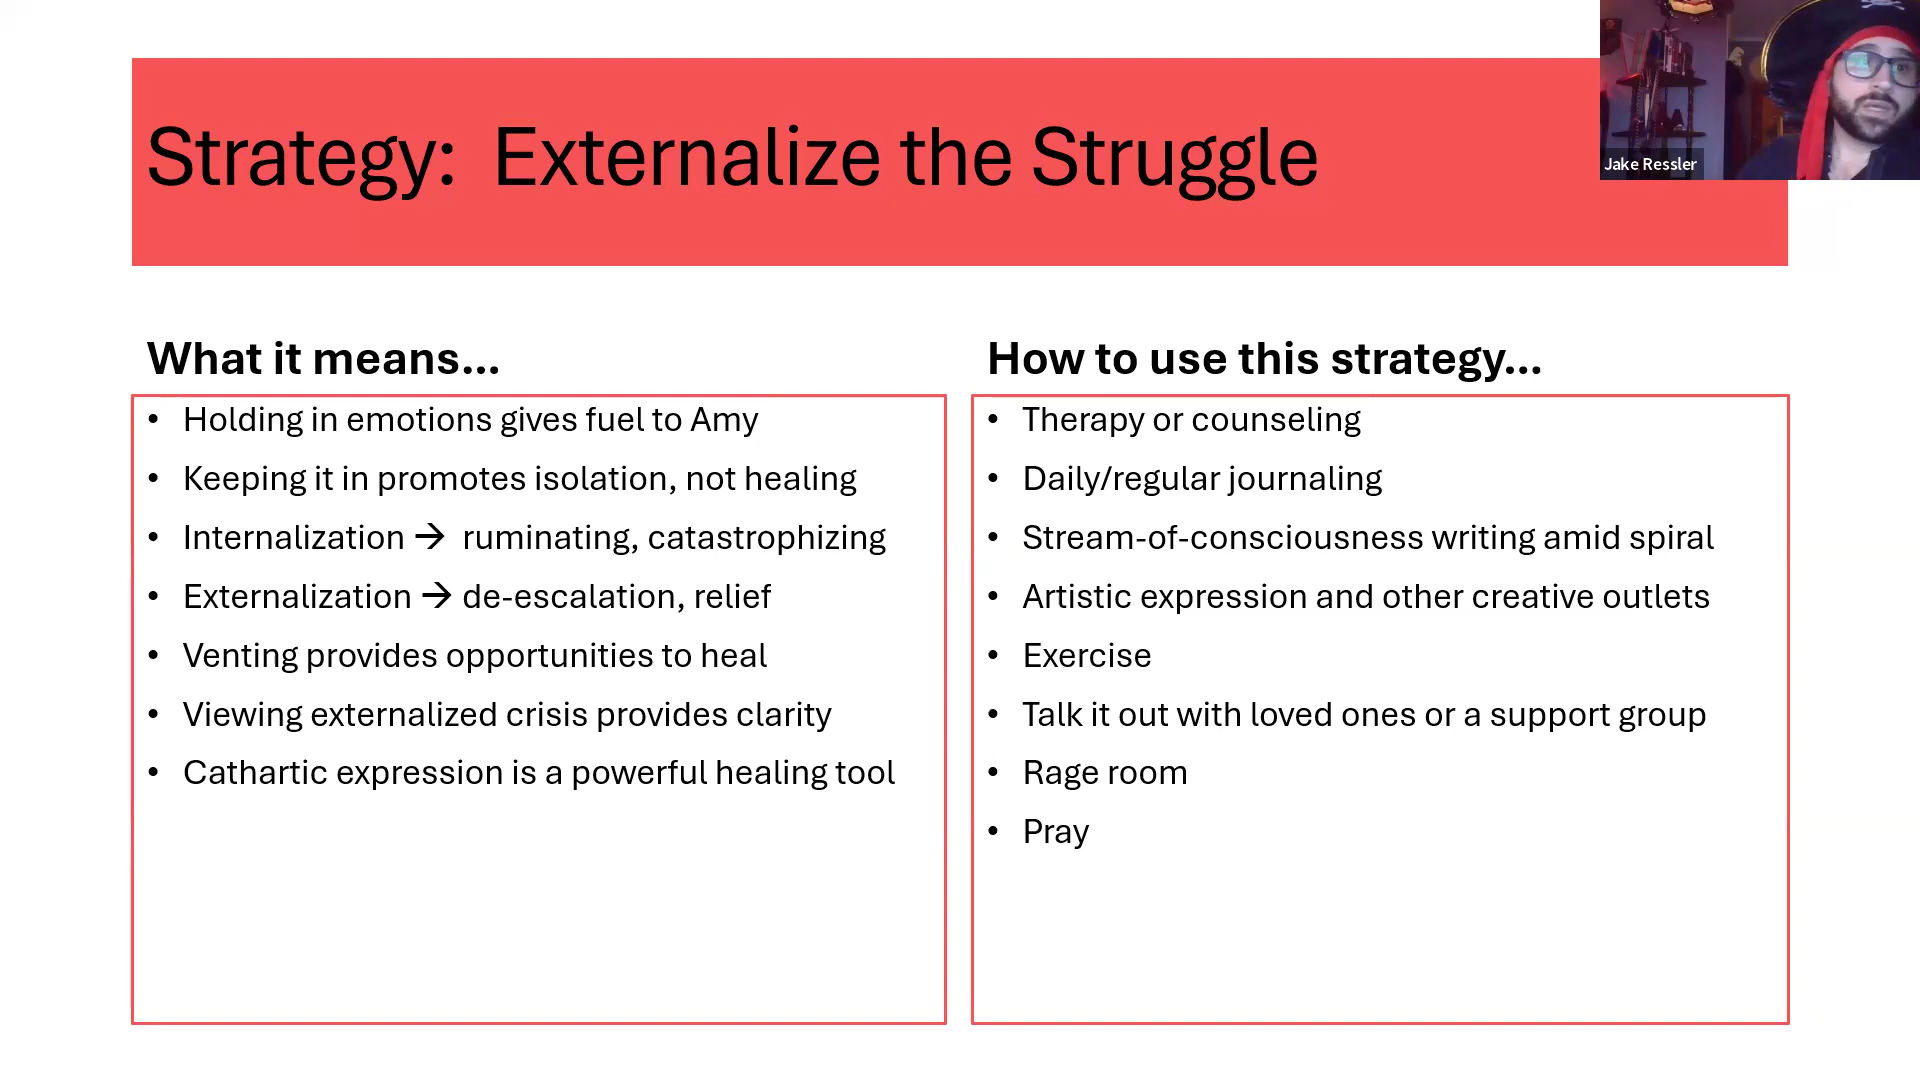 Strategy: Externalize the Struggle
Jake Ressler
What it means...
• Holding in emotions gives fuel to Amy
• Keeping it in promotes isolation, not healing
• Internalization → ruminating, catastrophizing
• Externalization → de-escalation, relief
• Venting provides opportunities to heal
• Viewing externalized crisis provides clarity
• Cathartic expression is a powerful healing tool
How to use this strategy...
• Therapy or counseling
• Daily/regular journaling
• Stream-of-consciousness writing amid spiral
• Artistic expression and other creative outlets
• Exercise
• Talk it out with loved ones or a support group
• Rage room
• Pray